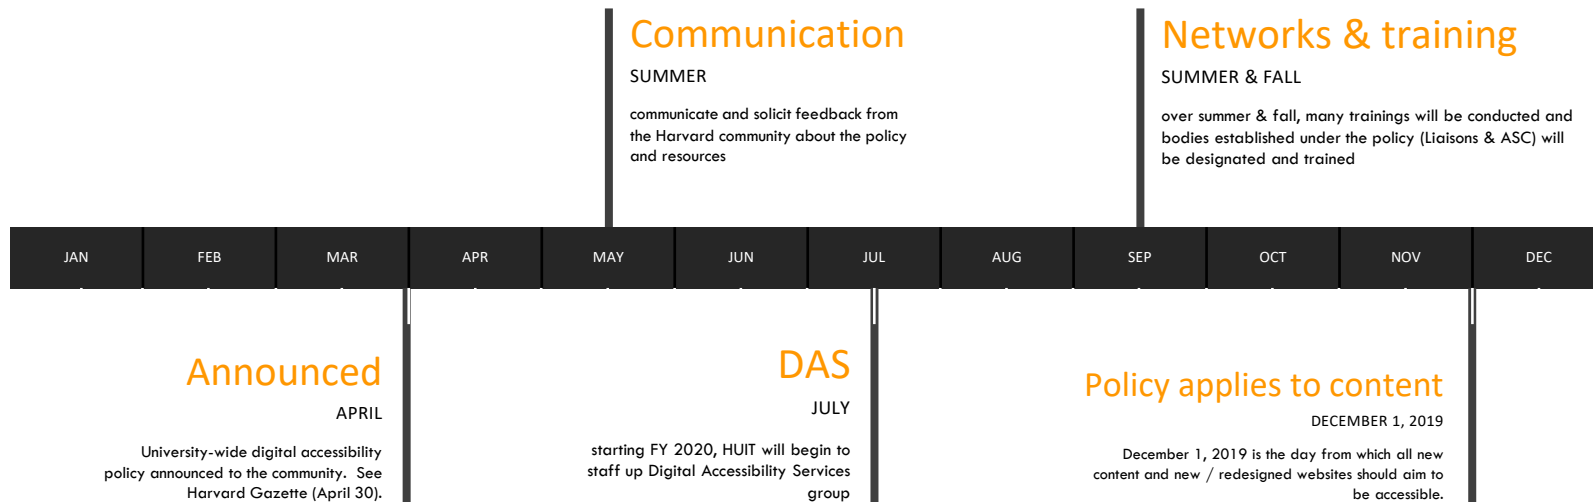 Communication
SUMMER
communicate and solicit feedback from
the Harvard community about the policy
and resources
Networks & training
SUMMER & FALL
over summer & fall, many trainings will be conducted and
bodies established under the policy (Liaisons & ASC) will
be designated and trained
JAN FEB MAR APR MAY JUN JUL AUG SEP OCT NOV DEC
Announced
APRIL
University-wide digital accessibility
policy announced to the community. See
Harvard Gazette (April 30).
DAS
JULY
starting FY 2020, HUIT will begin to
staff up Digital Accessibility Services
group
Policy applies to content
DECEMBER 1, 2019
December 1, 2019 is the day from which all new
content and new / redesigned websites should aim to
be accessible.